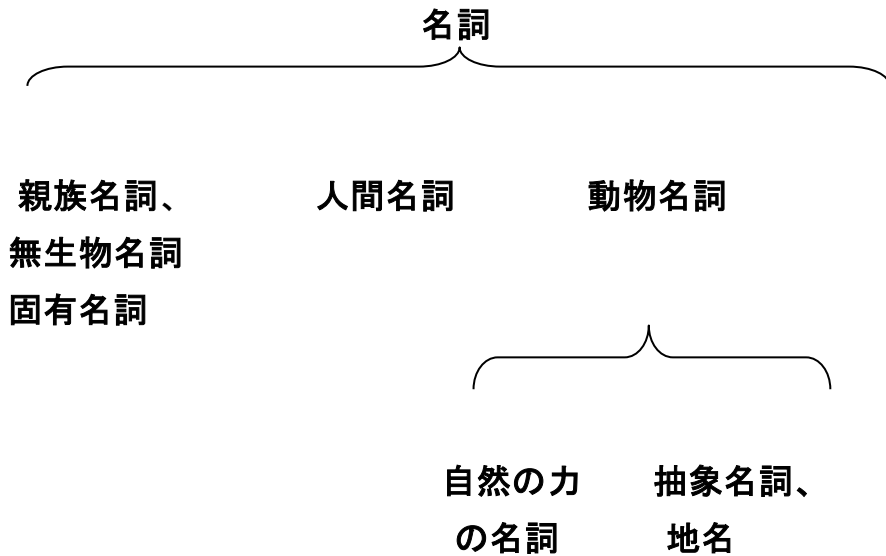 名詞
親族名詞、 人間名詞 動物名詞
無生物名詞
固有名詞
自然の力 抽象名詞、
の名詞 地名